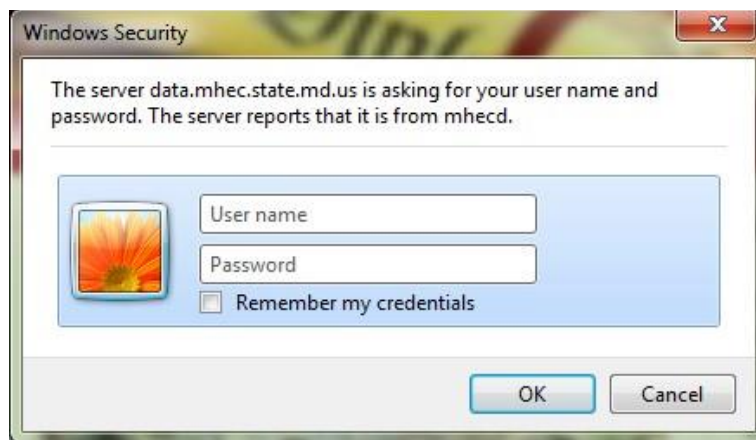 Windows Security
The server data.mhec.state.md.us is asking for your user name and
password. The server reports that it is from mhecd.
User name
Password
Remember my credentials
OK
Cancel